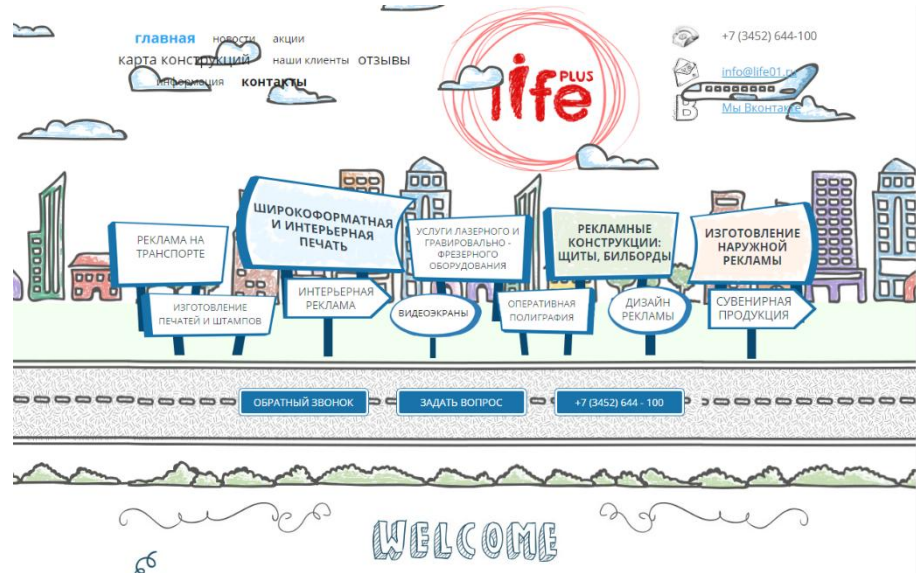 главная новости акции
карта конструкций наши клиенты отзывы
информация контакты
life PLUS
+7 (3452) 644-100
info@life01.ru
Мы Вконтакте
РЕКЛАМА НА
ТРАНСПОРТЕ
ШИРОКОФОРМАТНАЯ
И ИНТЕРЬЕРНАЯ
ПЕЧАТЬ
УСЛУГИ ЛАЗЕРНОГО И
ГРАВИРОВАЛЬНО -
ФРЕЗЕРНОГО
ОБОРУДОВАНИЯ
РЕКЛАМНЫЕ
КОНСТРУКЦИИ:
ЩИТЫ, БИЛБОРДЫ
ИЗГОТОВЛЕНИЕ
НАРУЖНОЙ
РЕКЛАМЫ
ИЗГОТОВЛЕНИЕ
ПЕЧАТЕЙ И ШТАМПОВ
ИНТЕРЬЕРНАЯ
РЕКЛАМА
ВИДЕОЭКРАНЫ
ОПЕРАТИВНАЯ
ПОЛИГРАФИЯ
ДИЗАЙН
РЕКЛАМЫ
СУВЕНИРНАЯ
ПРОДУКЦИЯ
ОБРАТНЫЙ ЗВОНОК
ЗАДАТЬ ВОПРОС
+7 (3452) 644 - 100
WELCOME